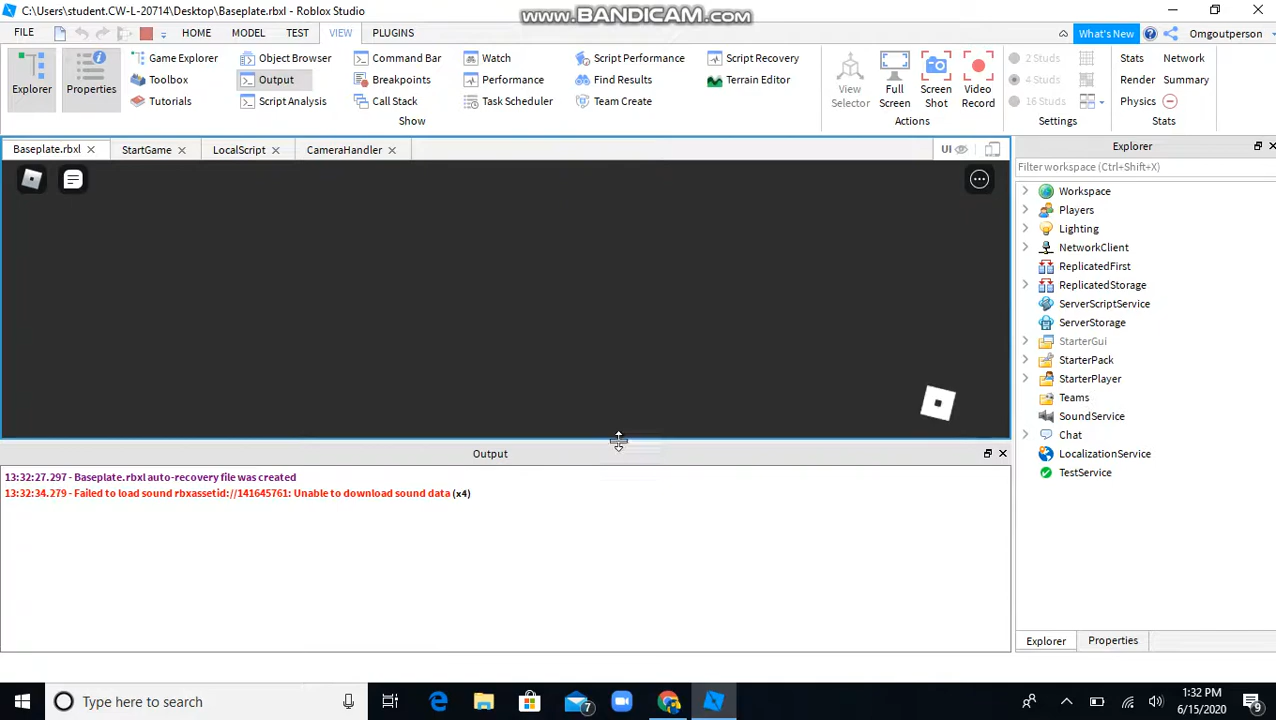 C:\Users\student.CW-L-20714\Desktop\Baseplate.rbxl - Roblox Studio
www.BANDICAM.com
FILE HOME MODEL TEST VIEW PLUGINS What's New Omgoutperson
Game Explorer Object Browser Command Bar Watch Script Performance Script Recovery 2 Studs Stats Network
Toolbox Output Breakpoints Performance Find Results Terrain Editor 4 Studs Render Summary
Explorer Properties View Selector Full Screen Screen Shot Video Record
Tutorials Script Analysis Call Stack Task Scheduler Team Create 16 Studs Physics
Show Actions Settings Stats
Baseplate.rbxl StartGame LocalScript CameraHandler UI Explorer
Filter workspace (Ctrl+Shift+X)
Workspace
Players
Lighting
NetworkClient
ReplicatedFirst
ReplicatedStorage
ServerScriptService
ServerStorage
StarterGui
StarterPack
StarterPlayer
Teams
SoundService
Chat
LocalizationService
TestService
Output
13:32:27.297 - Baseplate.rbxl auto-recovery file was created
13:32:34.279 - Failed to load sound rbxassetid://141645761: Unable to download sound data (x4)
Explorer Properties
Type here to search 7 1:32 PM
6/15/2020 9